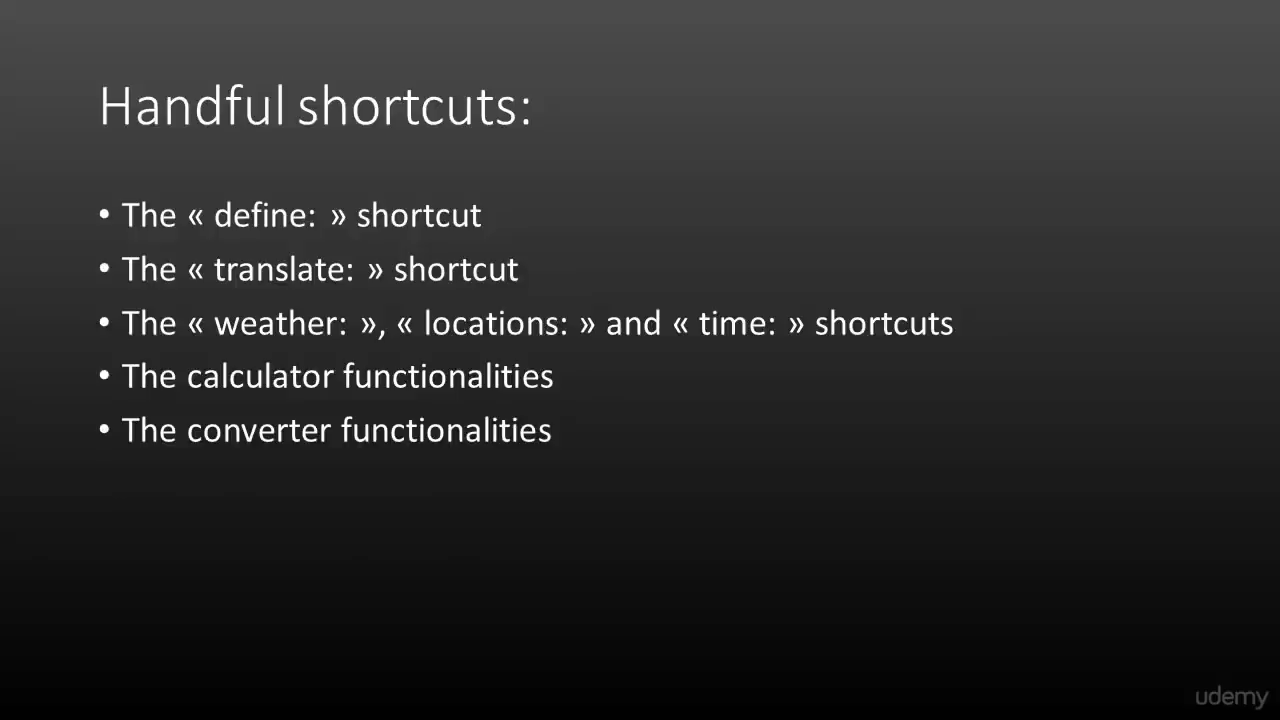 Handful shortcuts:
• The « define: » shortcut
• The « translate: » shortcut
• The « weather: », « locations: » and « time: » shortcuts
• The calculator functionalities
• The converter functionalities
udemy